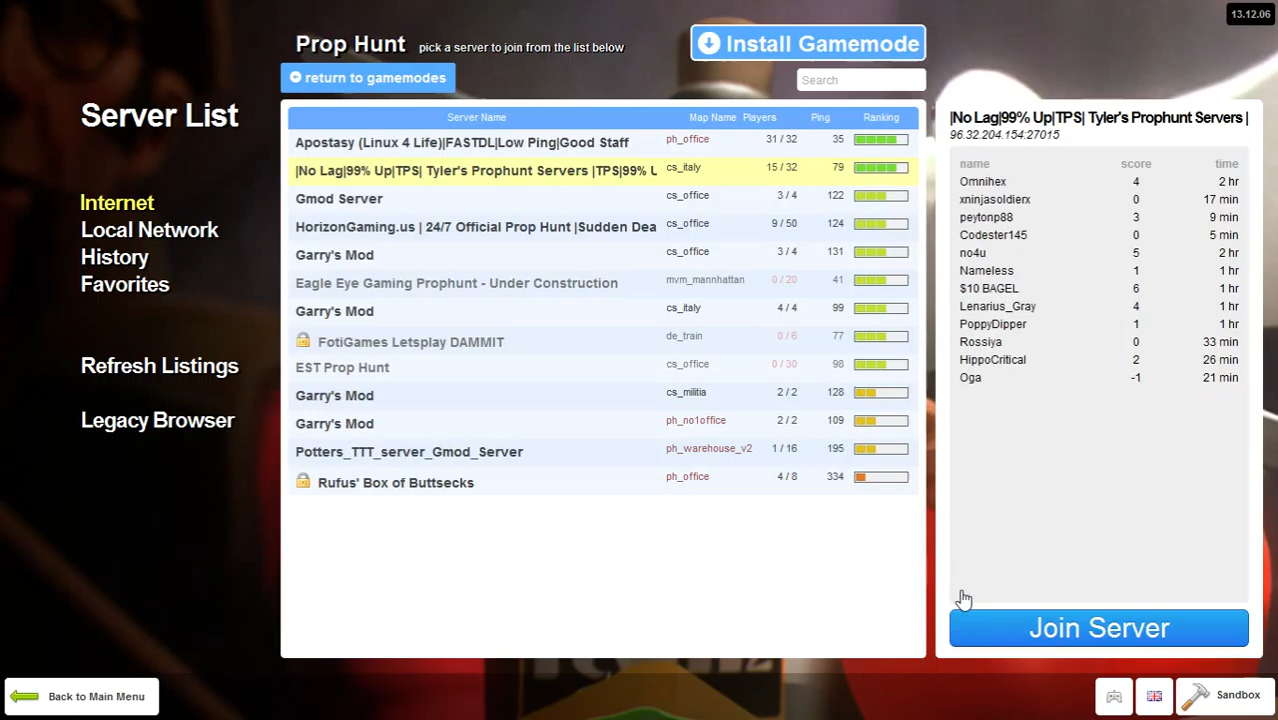 13.12.06
Prop Hunt pick a server to join from the list below
Install Gamemode
return to gamemodes
Search
Server List
Internet
Local Network
History
Favorites
Refresh Listings
Legacy Browser
Server Name Map Name Players Ping Ranking
Apostasy (Linux 4 Life)|FASTDL|Low Ping|Good Staff ph_office 31 / 32 35
|No Lag|99% Up|TPS| Tyler's Prophunt Servers |TPS|99% U cs_italy 15 / 32 79
Gmod Server cs_office 3 / 4 122
HorizonGaming.us | 24/7 Official Prop Hunt |Sudden Dea cs_office 9 / 50 124
Garry's Mod cs_office 3 / 4 131
Eagle Eye Gaming Prophunt - Under Construction mvm_mannhattan 0 / 20 41
Garry's Mod cs_italy 4 / 4 99
FotiGames Letsplay DAMMIT de_train 0 / 6 77
EST Prop Hunt cs_office 0 / 30 98
Garry's Mod cs_militia 2 / 2 128
Garry's Mod ph_no1office 2 / 2 109
Potters_TTT_server_Gmod_Server ph_warehouse_v2 1 / 16 195
Rufus' Box of Buttsecks ph_office 4 / 8 334
|No Lag|99% Up|TPS| Tyler's Prophunt Servers |
96.32.204.154:27015
name score time
Omnihex 4 2 hr
xninjasoldierx 0 17 min
peytonp88 3 9 min
Codester145 0 5 min
no4u 5 2 hr
Nameless 1 1 hr
$10 BAGEL 6 1 hr
Lenarius_Gray 4 1 hr
PoppyDipper 1 1 hr
Rossiya 0 33 min
HippoCritical 2 26 min
Oga -1 21 min
Join Server
Back to Main Menu
Sandbox